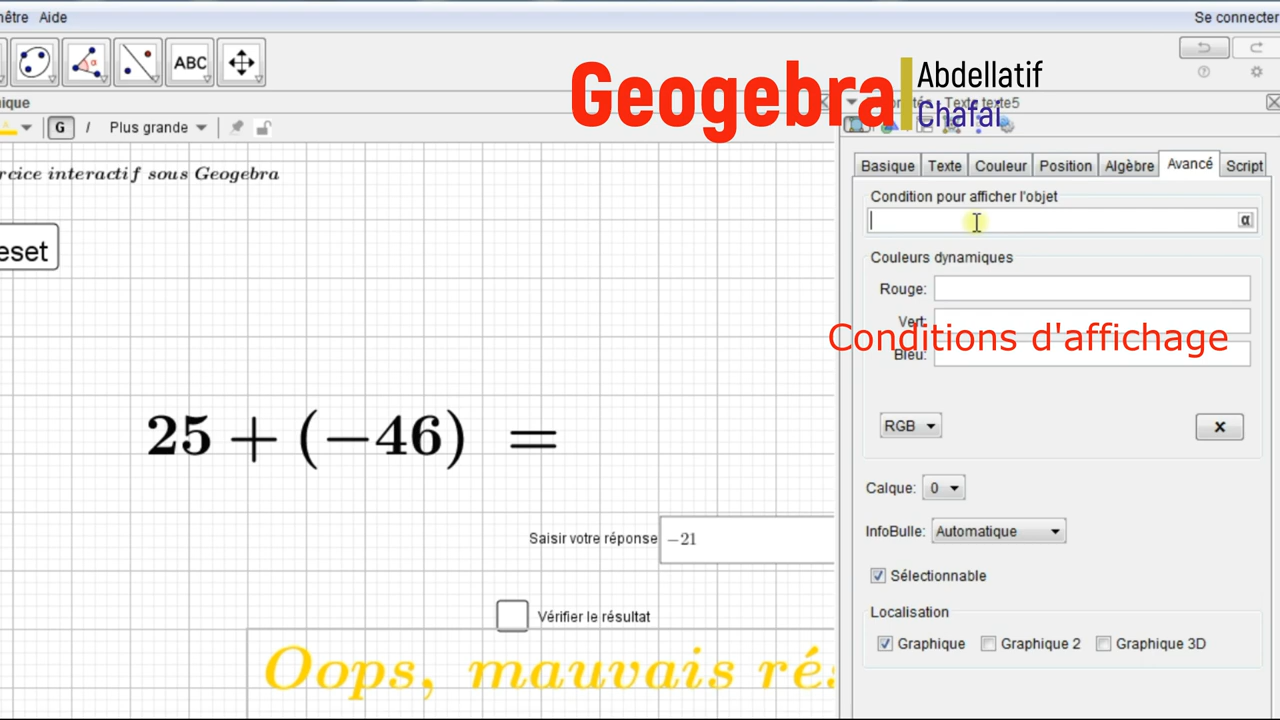 nêtre Aide
Se connecter
ABC
Geogebra
Abdellatif
Chafai
ique
Texte texte5
G I Plus grande
Basique Texte Couleur Position Algèbre Avancé Script
rcice interactif sous Geogebra
Condition pour afficher l'objet
α
eset
Couleurs dynamiques
Rouge:
Vert:
Conditions d'affichage
Bleu:
25 + (−46) =
RGB
x
Calque: 0
InfoBulle: Automatique
Saisir votre réponse −21
Sélectionnable
Vérifier le résultat
Localisation
Graphique Graphique 2 Graphique 3D
Oops, mauvais rés